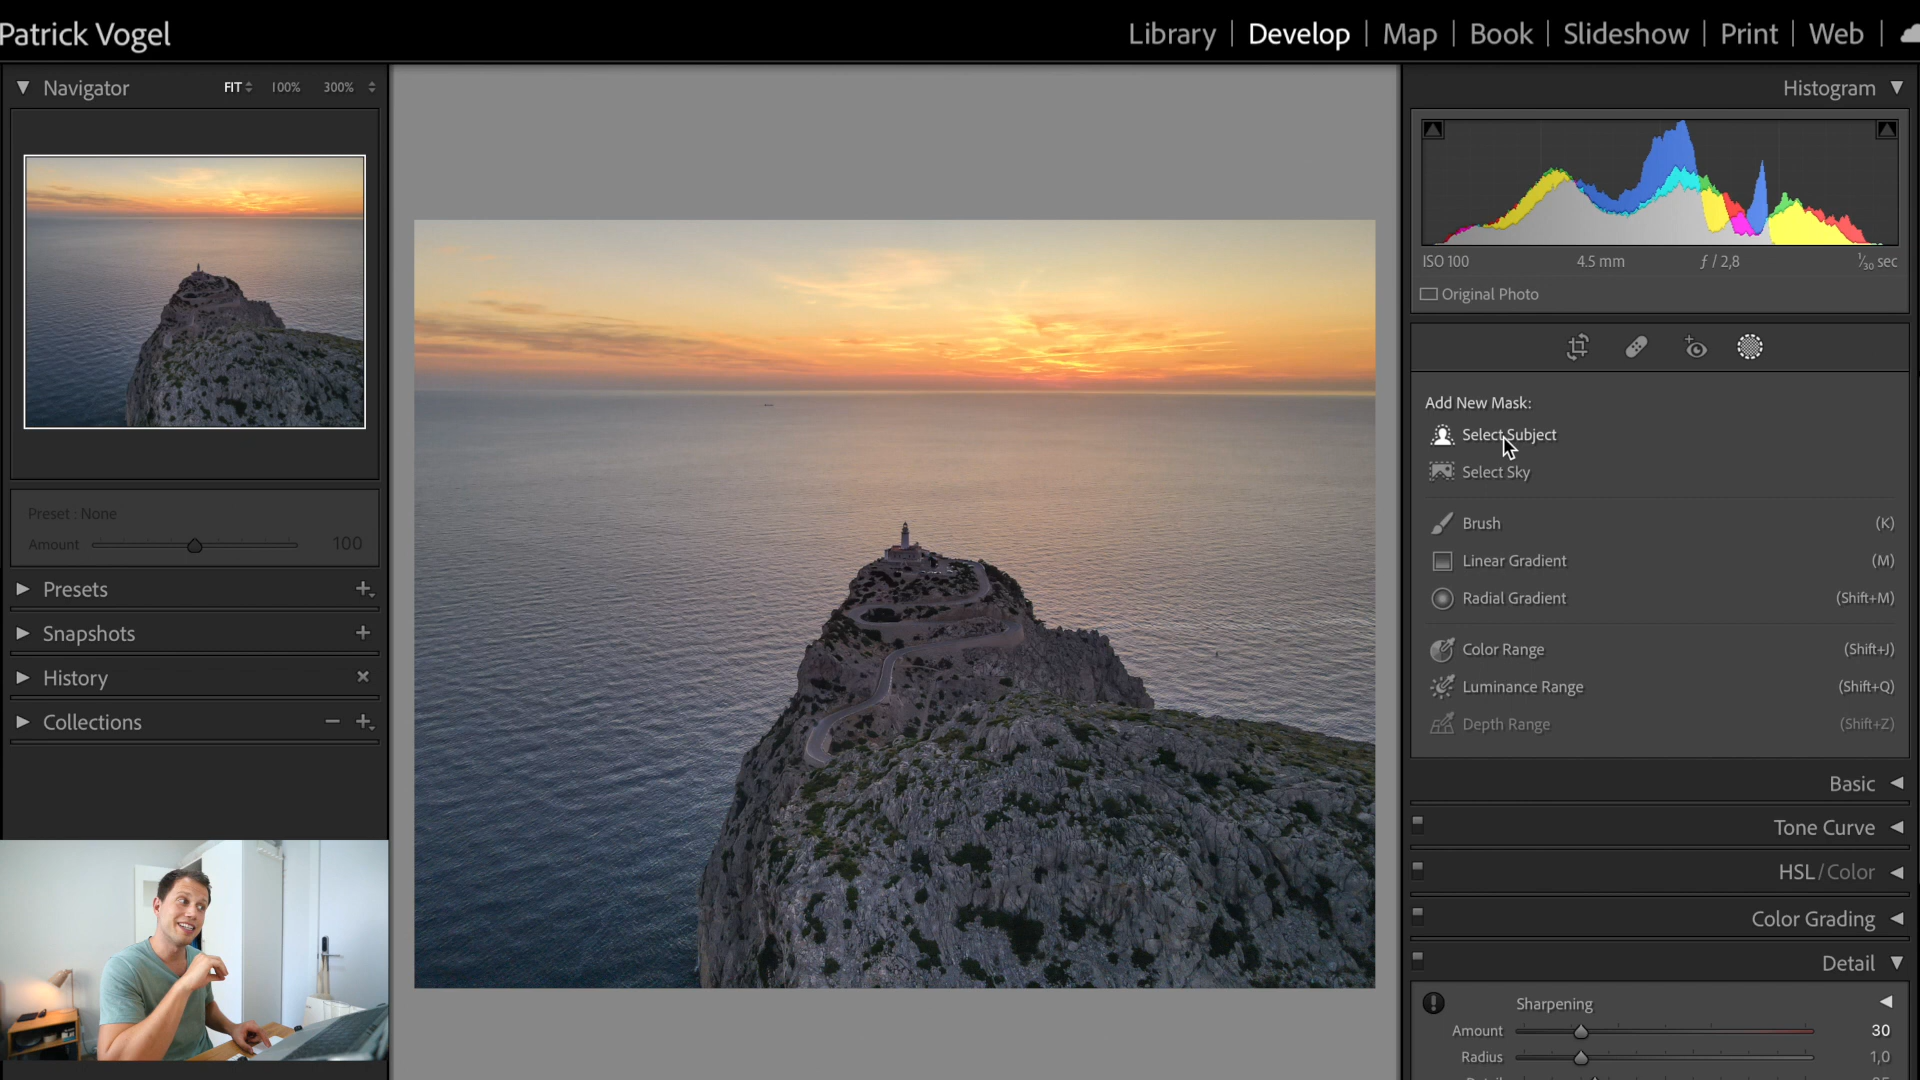 Patrick Vogel
Library | Develop | Map | Book | Slideshow | Print | Web |
Navigator FIT 100% 300%
Histogram
ISO 100 4.5 mm ƒ / 2,8 1/30 sec
Original Photo
Add New Mask:
Select Subject
Select Sky
Preset : None
Amount 100
Brush (K)
Linear Gradient (M)
Radial Gradient (Shift+M)
Color Range (Shift+J)
Luminance Range (Shift+Q)
Depth Range (Shift+Z)
Presets
Snapshots
History
Collections
Basic
Tone Curve
HSL / Color
Color Grading
Detail
Sharpening
Amount 30
Radius 1,0